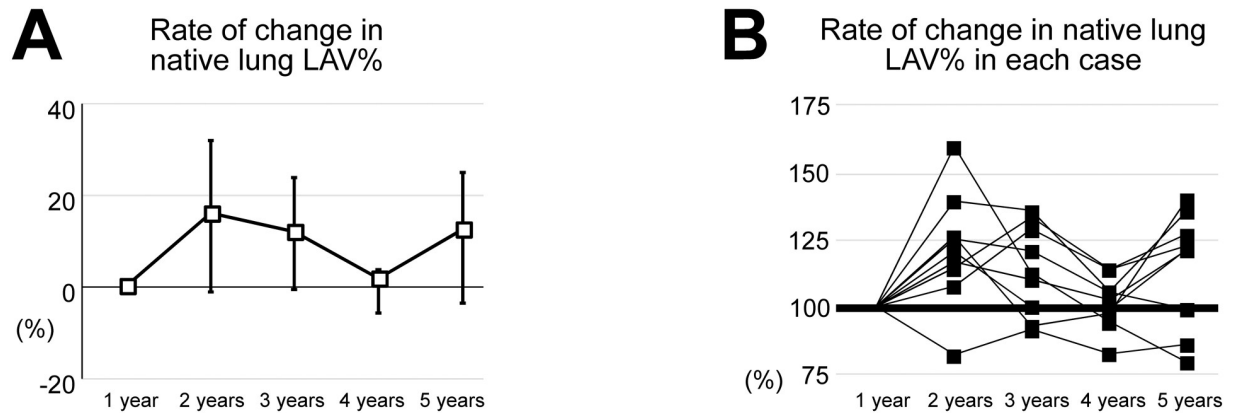 A
Rate of change in
native lung LAV%
40
20
0
(%)
-20
1 year 2 years 3 years 4 years 5 years
B
Rate of change in native lung
LAV% in each case
175
150
125
100
(%)
75
1 year 2 years 3 years 4 years 5 years